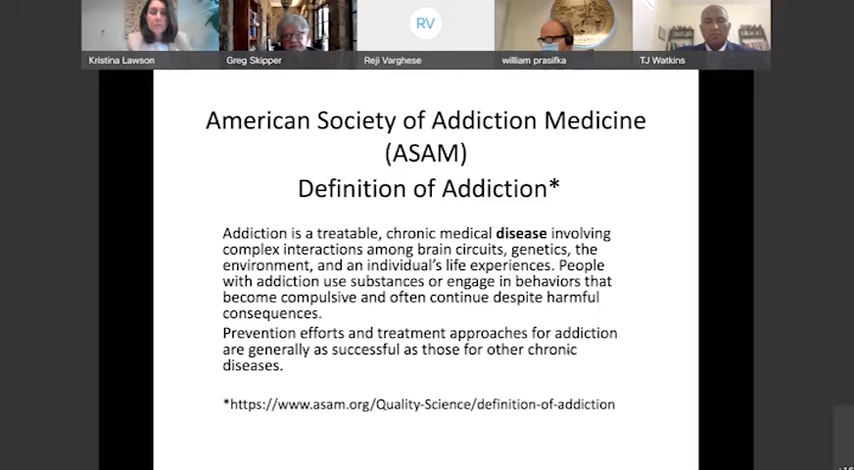 RV
Kristina Lawson
Greg Skipper
Reji Varghese
william prasifka
TJ Watkins
American Society of Addiction Medicine
(ASAM)
Definition of Addiction*
Addiction is a treatable, chronic medical disease involving
complex interactions among brain circuits, genetics, the
environment, and an individual's life experiences. People
with addiction use substances or engage in behaviors that
become compulsive and often continue despite harmful
consequences.
Prevention efforts and treatment approaches for addiction
are generally as successful as those for other chronic
diseases.
*https://www.asam.org/Quality-Science/definition-of-addiction